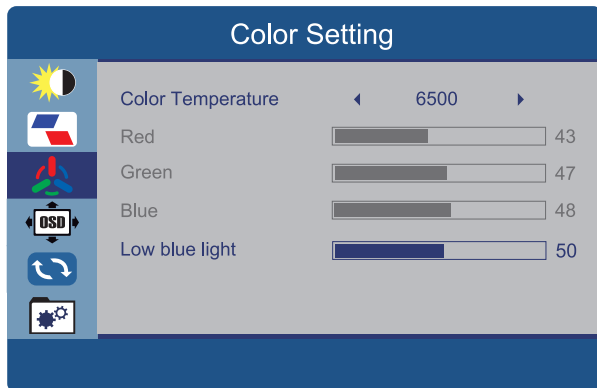 Color Setting
Color Temperature 6500
Red 43
Green 47
Blue 48
OSD
Low blue light 50